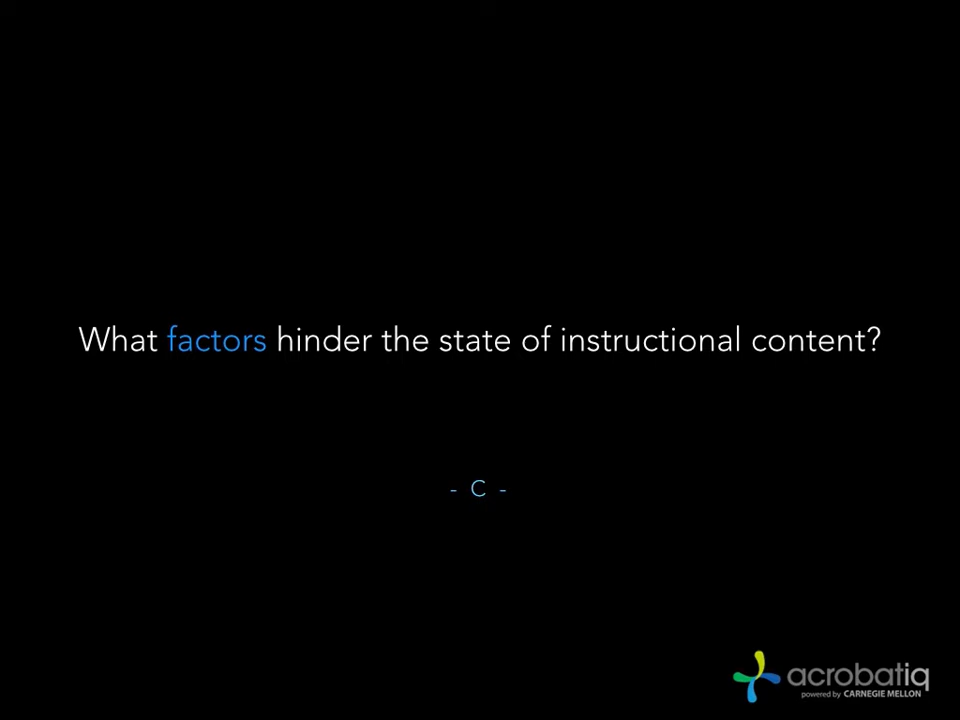 What factors hinder the state of instructional content?
- C -
acrobatiq
powered by CARNEGIE MELLON